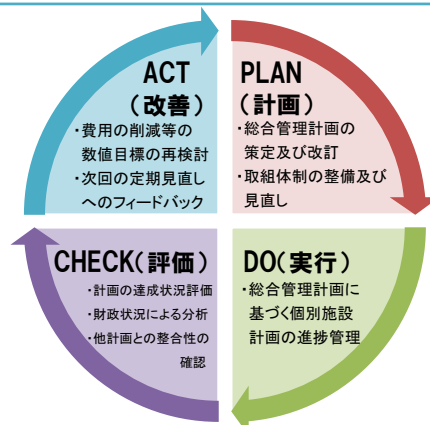 ACT
(改善)
・費用の削減等の
数値目標の再検討
・次回の定期見直し
へのフィードバック
PLAN
(計画)
・総合管理計画の
策定及び改訂
・取組体制の整備及び
見直し
CHECK(評価)
・計画の達成状況評価
・財政状況による分析
・他計画との整合性の
確認
DO(実行)
・総合管理計画に
基づく個別施設
計画の進捗管理